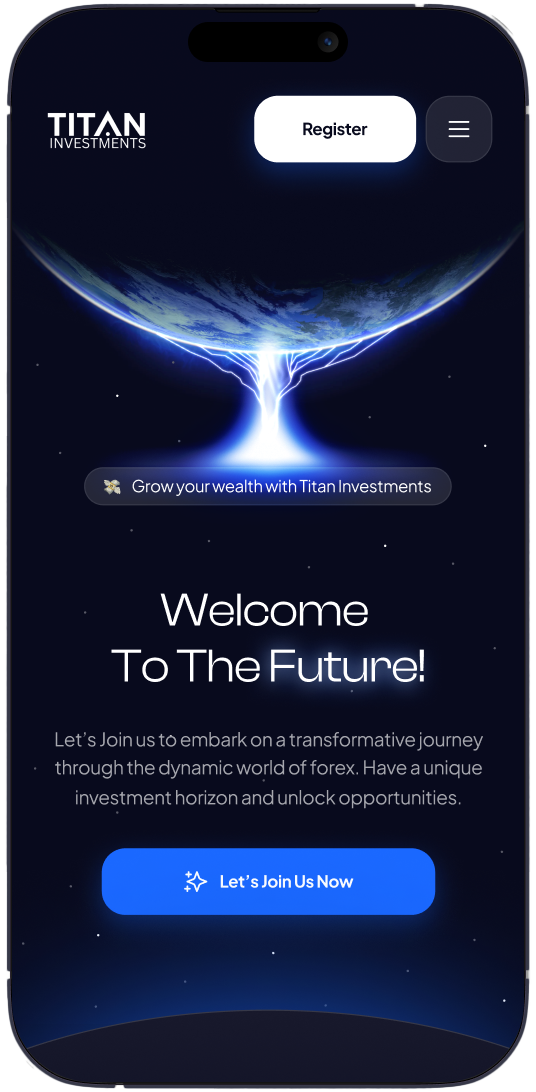 TITAN
INVESTMENTS
Register
Grow your wealth with Titan Investments
Welcome
To The Future!
Let’s Join us to embark on a transformative journey
through the dynamic world of forex. Have a unique
investment horizon and unlock opportunities.
Let’s Join Us Now